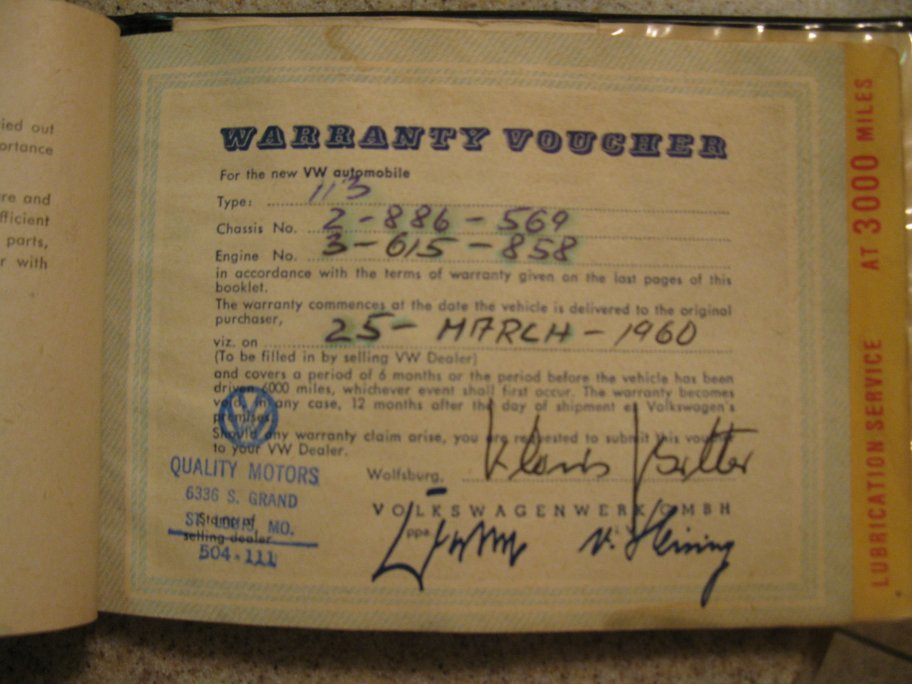 ied out
ortance
re and
fficient
parts,
r with
WARRANTY VOUCHER
For the new VW automobile
Type: 113
Chassis No. 2-886-569
Engine No. 3-615-858
in accordance with the terms of warranty given on the last pages of this
booklet.
The warranty commences at the date the vehicle is delivered to the original
purchaser,
viz. on 25-MARCH-1960
(To be filled in by selling VW Dealer)
and covers a period of 6 months or the period before the vehicle has been
driven 6000 miles, whichever event shall first occur. The warranty becomes
void, in any case, 12 months after the day of shipment ex Volkswagen's
premises.
Should any warranty claim arise, you are requested to submit this voucher
to your VW Dealer.
VW
QUALITY MOTORS
6336 S. GRAND
ST. LOUIS, MO.
Stamp of
selling dealer
504-111
Wolfsburg,
VOLKSWAGENWERK GMBH
ppa.
LUBRICATION SERVICE AT 3000 MILES